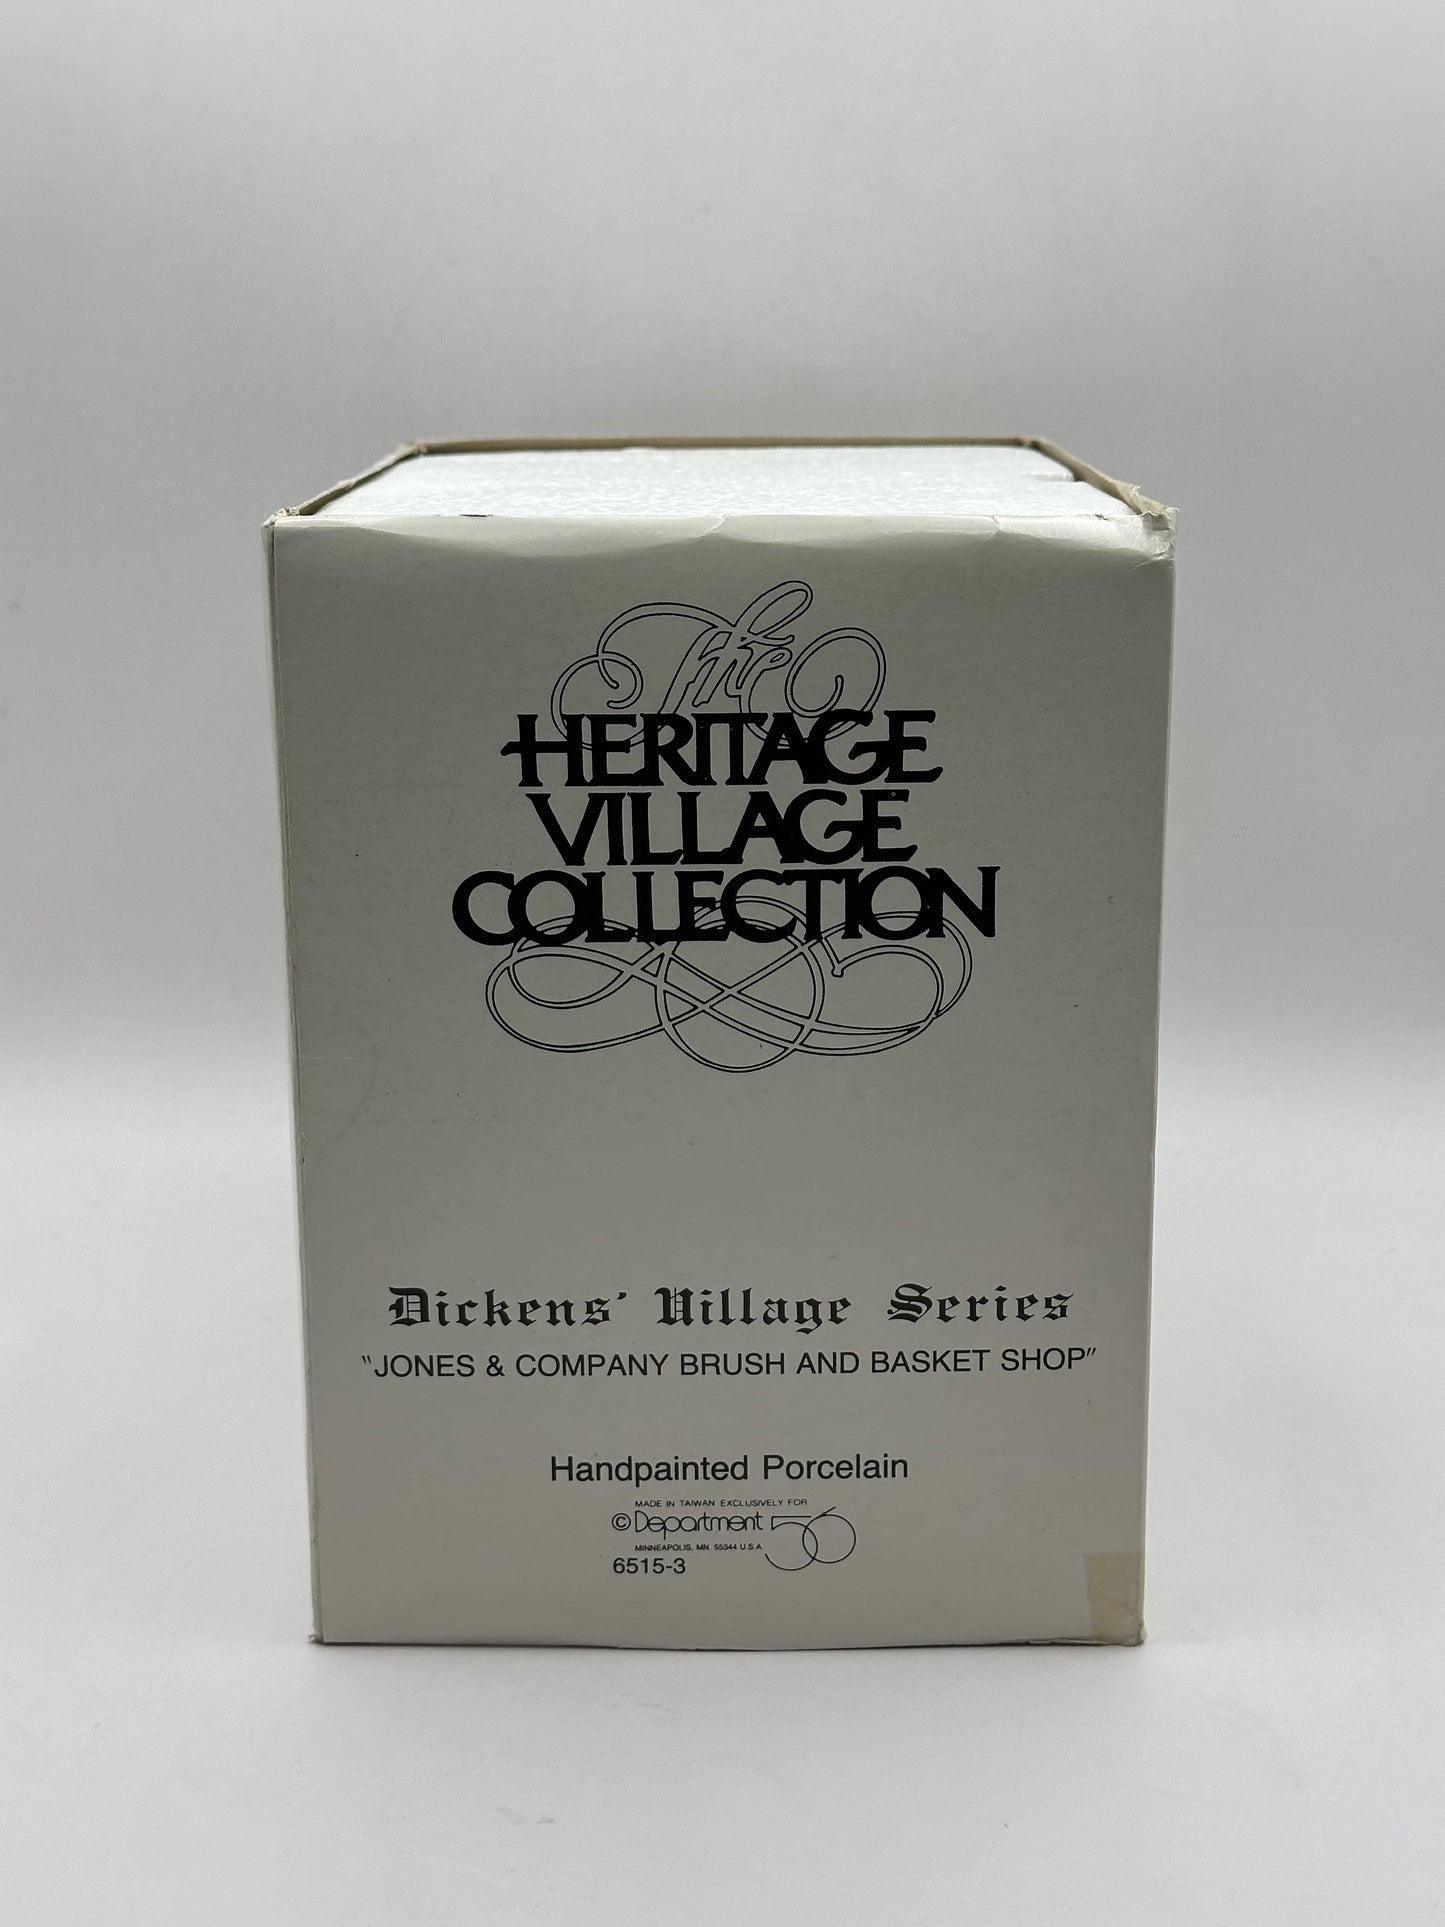 The
HERITAGE
VILLAGE
COLLECTION
Dickens' Village Series
"JONES & COMPANY BRUSH AND BASKET SHOP"
Handpainted Porcelain
MADE IN TAIWAN EXCLUSIVELY FOR
© Department 56
MINNEAPOLIS, MN 55344 U.S.A.
6515-3